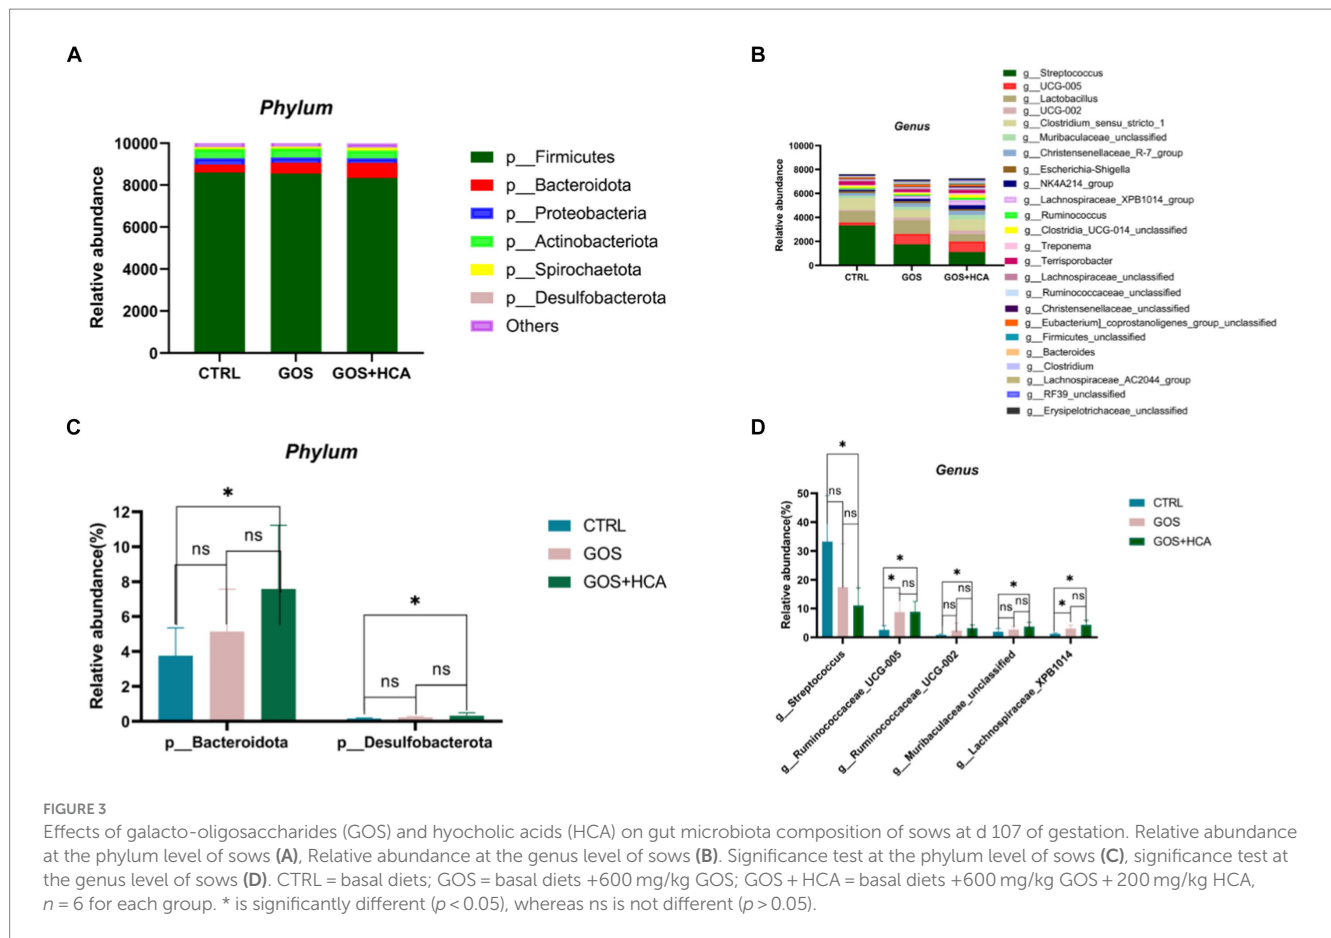 A
Phylum
Relative abundance
10000
8000
6000
4000
2000
0
CTRL
GOS
GOS+HCA
p__Firmicutes
p__Bacteroidota
p__Proteobacteria
p__Actinobacteriota
p__Spirochaetota
p__Desulfobacterota
Others
B
Genus
Relative abundance
10000
8000
6000
4000
2000
0
CTRL
GOS
GOS+HCA
g__Streptococcus
g__UCG-005
g__Lactobacillus
g__UCG-002
g__Clostridium_sensu_stricto_1
g__Muribaculaceae_unclassified
g__Christensenellaceae_R-7_group
g__Escherichia-Shigella
g__NK4A214_group
g__Lachnospiraceae_XPB1014_group
g__Ruminococcus
g__Clostridia_UCG-014_unclassified
g__Treponema
g__Terrisporobacter
g__Lachnospiraceae_unclassified
g__Ruminococcaceae_unclassified
g__Christensenellaceae_unclassified
g__Eubacterium]_coprostanoligenes_group_unclassified
g__Firmicutes_unclassified
g__Bacteroides
g__Clostridium
g__Lachnospiraceae_AC2044_group
g__RF39_unclassified
g__Erysipelotrichaceae_unclassified
C
Phylum
Relative abundance(%)
12
10
8
6
4
2
0
*
ns
ns
*
ns
ns
p__Bacteroidota
p__Desulfobacterota
CTRL
GOS
GOS+HCA
D
Genus
Relative abundance(%)
50
40
30
20
10
0
*
ns
ns
*
*
ns
*
ns
ns
*
ns
ns
*
*
ns
g__Streptococcus
g__Ruminoccaceae_UCG-005
g__Ruminoccaceae_UCG-002
g__Muribaculaceae_unclassified
g__Lachnospiraceae_XPB1014
CTRL
GOS
GOS+HCA
FIGURE 3
Effects of galacto-oligosaccharides (GOS) and hyocholic acids (HCA) on gut microbiota composition of sows at d 107 of gestation. Relative abundance
at the phylum level of sows (A), Relative abundance at the genus level of sows (B). Significance test at the phylum level of sows (C), significance test at
the genus level of sows (D). CTRL = basal diets; GOS = basal diets +600 mg/kg GOS; GOS + HCA = basal diets +600 mg/kg GOS + 200 mg/kg HCA,
n = 6 for each group. * is significantly different (p < 0.05), whereas ns is not different (p > 0.05).